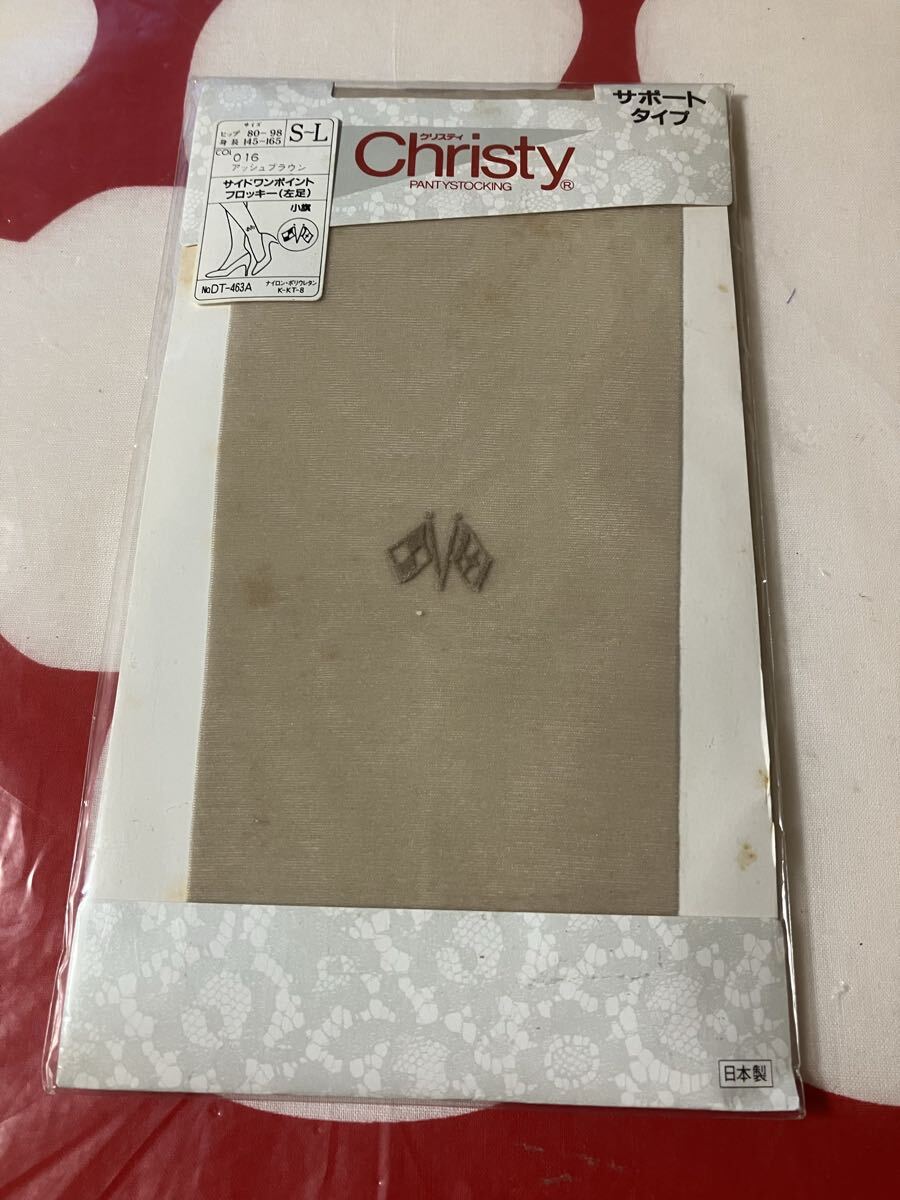 サポート
タイプ
クリスティ
Christy®
PANTYSTOCKING
サイズ
ヒップ 80-98
身長 145-165
S~L
COL 016
アッシュブラウン
サイドワンポイント
フロッキー(左足)
小旗
No.DT-463A
ナイロン・ポリウレタン
K-KT-8
日本製